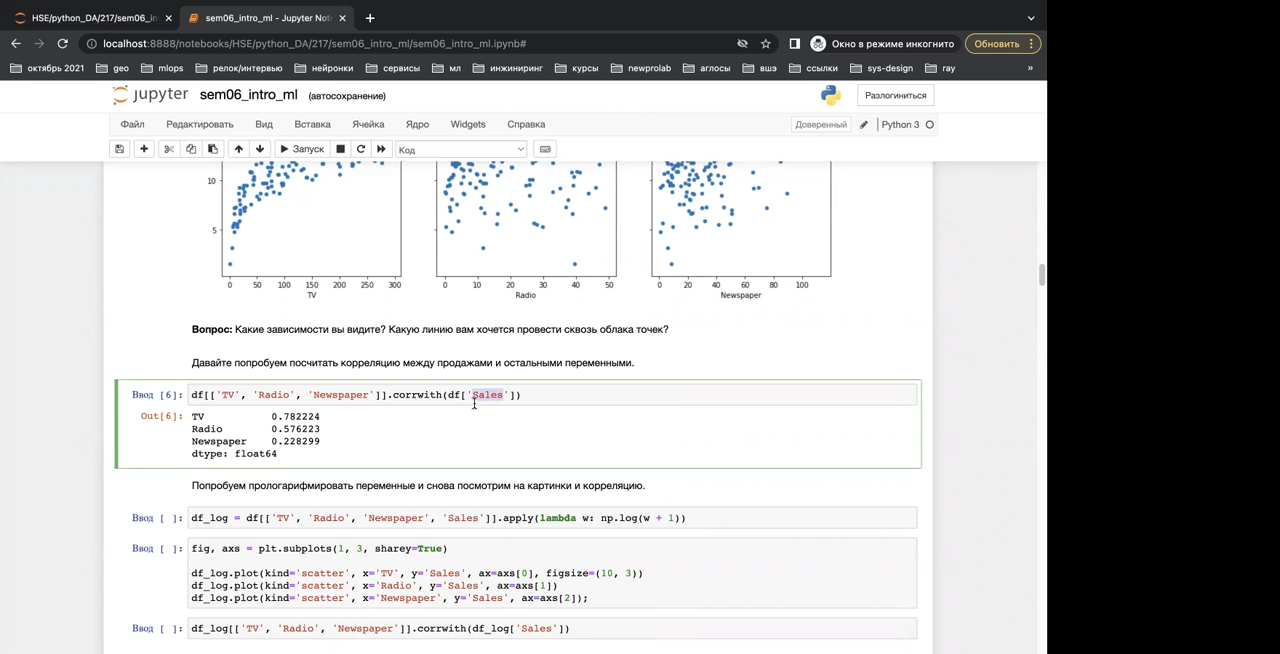 HSE/python_DA/217/sem06_in
sem06_intro_ml - Jupyter Not
localhost:8888/notebooks/HSE/python_DA/217/sem06_intro_ml/sem06_intro_ml.ipynb#
Окно в режиме инкогнито
Обновить
октябрь 2021 geo mlops релок/интервью нейронки сервисы мл инжиниринг курсы newprolab аглосы вшэ ссылки sys-design ray »
jupyter sem06_intro_ml (автосохранение)
Разлогиниться
Файл Редактировать Вид Вставка Ячейка Ядро Widgets Справка
Доверенный Python 3
Запуск Код
10
5
0 50 100 150 200 250 300
TV
0 10 20 30 40 50
Radio
0 20 40 60 80 100
Newspaper
Вопрос: Какие зависимости вы видите? Какую линию вам хочется провести сквозь облака точек?
Давайте попробуем посчитать корреляцию между продажами и остальными переменными.
Ввод [6]: df[['TV', 'Radio', 'Newspaper']].corrwith(df['Sales'])
Out[6]: TV 0.782224
Radio 0.576223
Newspaper 0.228299
dtype: float64
Попробуем прологарифмировать переменные и снова посмотрим на картинки и корреляцию.
Ввод [ ]: df_log = df[['TV', 'Radio', 'Newspaper', 'Sales']].apply(lambda w: np.log(w + 1))
Ввод [ ]: fig, axs = plt.subplots(1, 3, sharey=True)
df_log.plot(kind='scatter', x='TV', y='Sales', ax=axs[0], figsize=(10, 3))
df_log.plot(kind='scatter', x='Radio', y='Sales', ax=axs[1])
df_log.plot(kind='scatter', x='Newspaper', y='Sales', ax=axs[2]);
Ввод [ ]: df_log[['TV', 'Radio', 'Newspaper']].corrwith(df_log['Sales'])